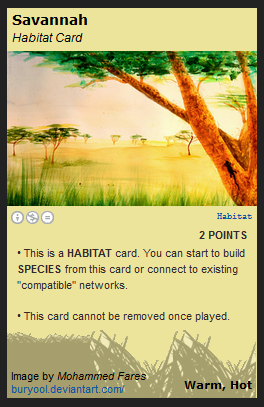 Savannah
Habitat Card
Habitat
2 POINTS
• This is a HABITAT card. You can start to build
SPECIES from this card or connect to existing
"compatible" networks.
• This card cannot be removed once played.
Image by Mohammed Fares
buryool.deviantart.com/
Warm, Hot